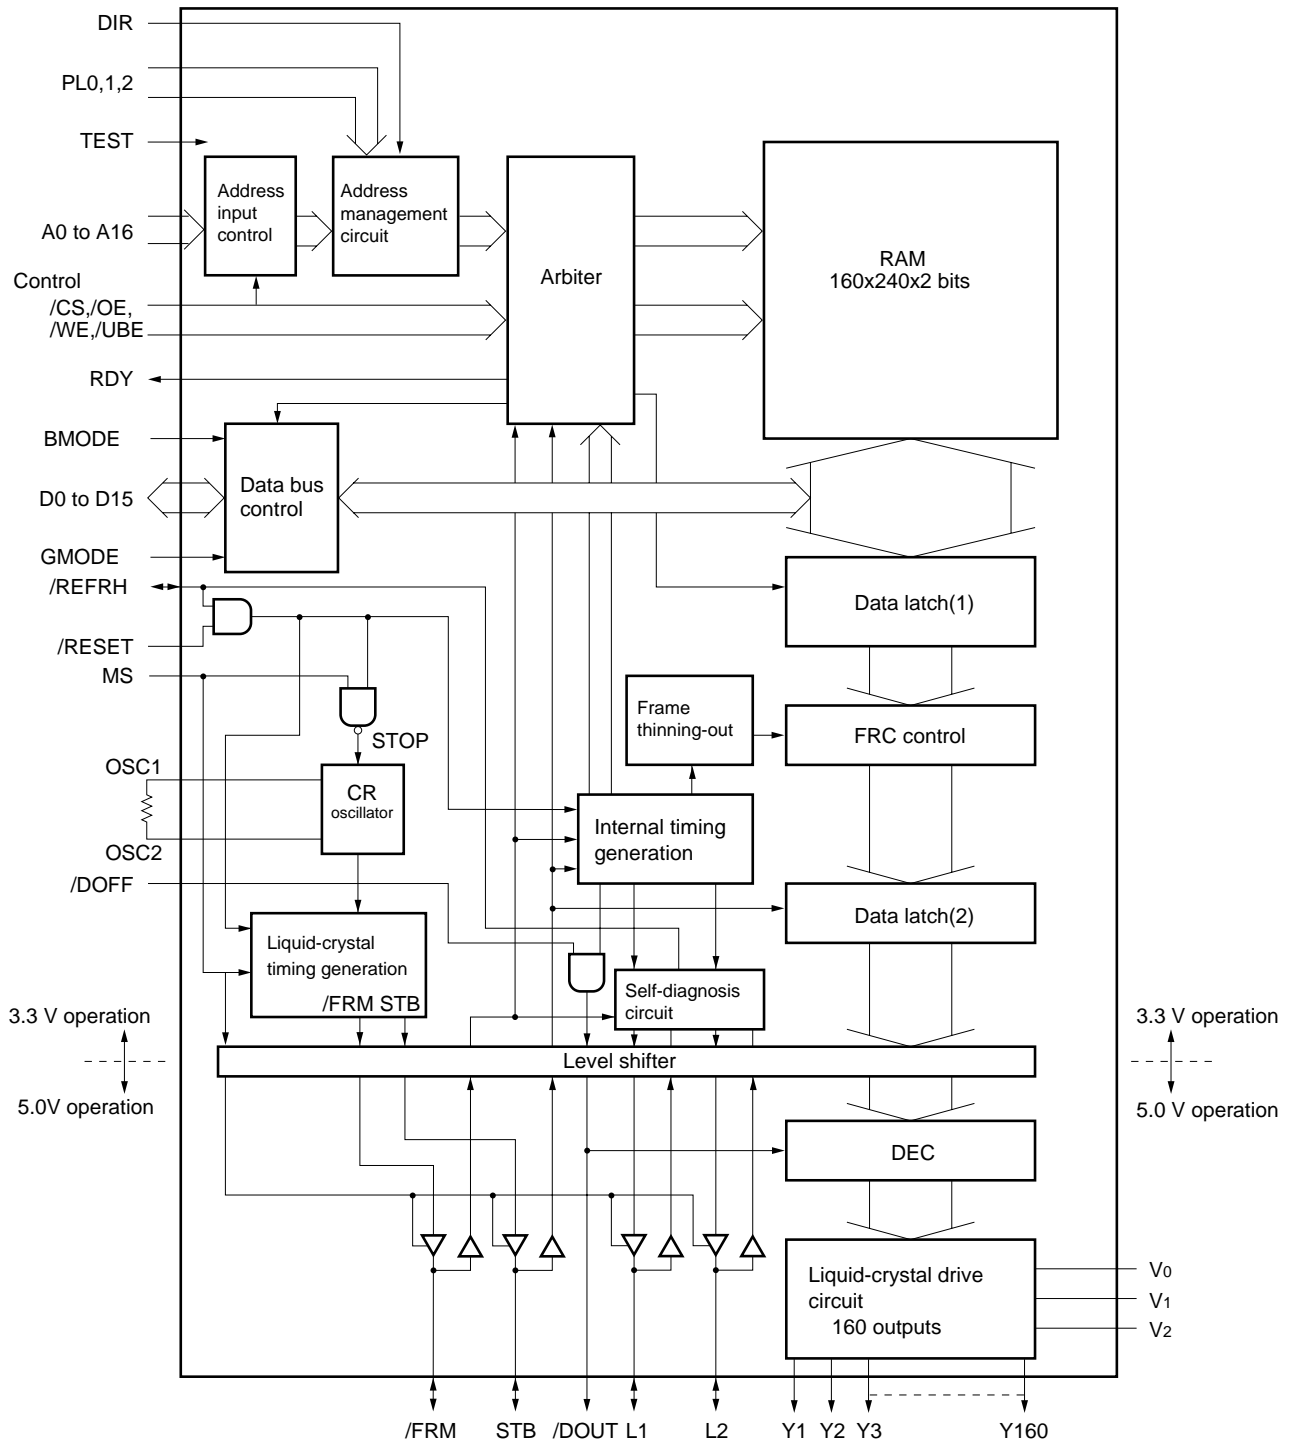 DIR
PL0,1,2
TEST
Address
input
control
Address
management
circuit
A0 to A16
Arbiter
RAM
160x240x2 bits
Control
/CS,/OE,
/WE,/UBE
RDY
BMODE
D0 to D15
Data bus
control
GMODE
/REFRH
Data latch(1)
/RESET
MS
Frame
thinning-out
FRC control
STOP
OSC1
CR
oscillator
OSC2
Internal timing
generation
/DOFF
Data latch(2)
Liquid-crystal
timing generation
/FRM STB
Self-diagnosis
circuit
3.3 V operation
3.3 V operation
Level shifter
5.0V operation
5.0 V operation
DEC
Liquid-crystal drive
circuit
160 outputs
V0
V1
V2
/FRM
STB
/DOUT
L1
L2
Y1
Y2
Y3
Y160